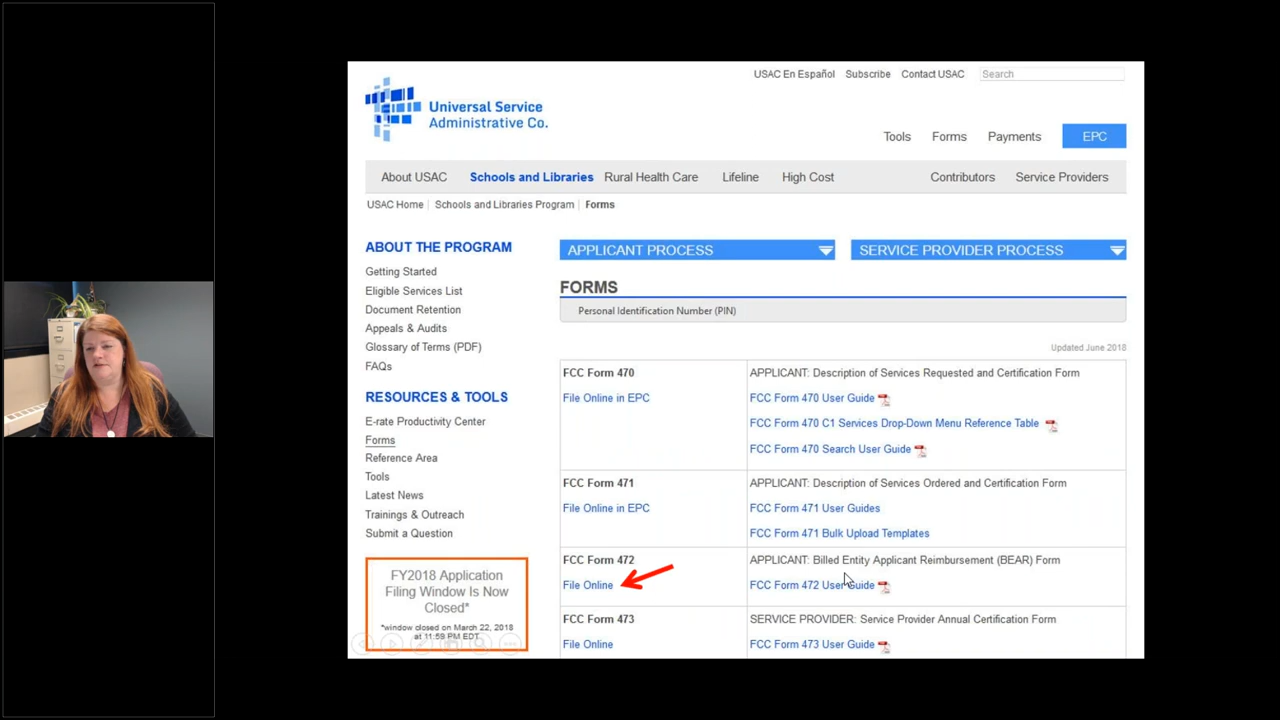 USAC En Español Subscribe Contact USAC Search
Universal Service
Administrative Co.
Tools Forms Payments EPC
About USAC Schools and Libraries Rural Health Care Lifeline High Cost Contributors Service Providers
USAC Home Schools and Libraries Program Forms
ABOUT THE PROGRAM
Getting Started
Eligible Services List
Document Retention
Appeals & Audits
Glossary of Terms (PDF)
FAQs
RESOURCES & TOOLS
E-rate Productivity Center
Forms
Reference Area
Tools
Latest News
Trainings & Outreach
Submit a Question
FY2018 Application
Filing Window Is Now
Closed*
*window closed on March 22, 2018
at 11:59 PM EDT.
APPLICANT PROCESS SERVICE PROVIDER PROCESS
FORMS
Personal Identification Number (PIN)
Updated June 2018
FCC Form 470 APPLICANT: Description of Services Requested and Certification Form
File Online in EPC FCC Form 470 User Guide
FCC Form 470 C1 Services Drop-Down Menu Reference Table
FCC Form 470 Search User Guide
FCC Form 471 APPLICANT: Description of Services Ordered and Certification Form
File Online in EPC FCC Form 471 User Guides
FCC Form 471 Bulk Upload Templates
FCC Form 472 APPLICANT: Billed Entity Applicant Reimbursement (BEAR) Form
File Online FCC Form 472 User Guide
FCC Form 473 SERVICE PROVIDER: Service Provider Annual Certification Form
File Online FCC Form 473 User Guide